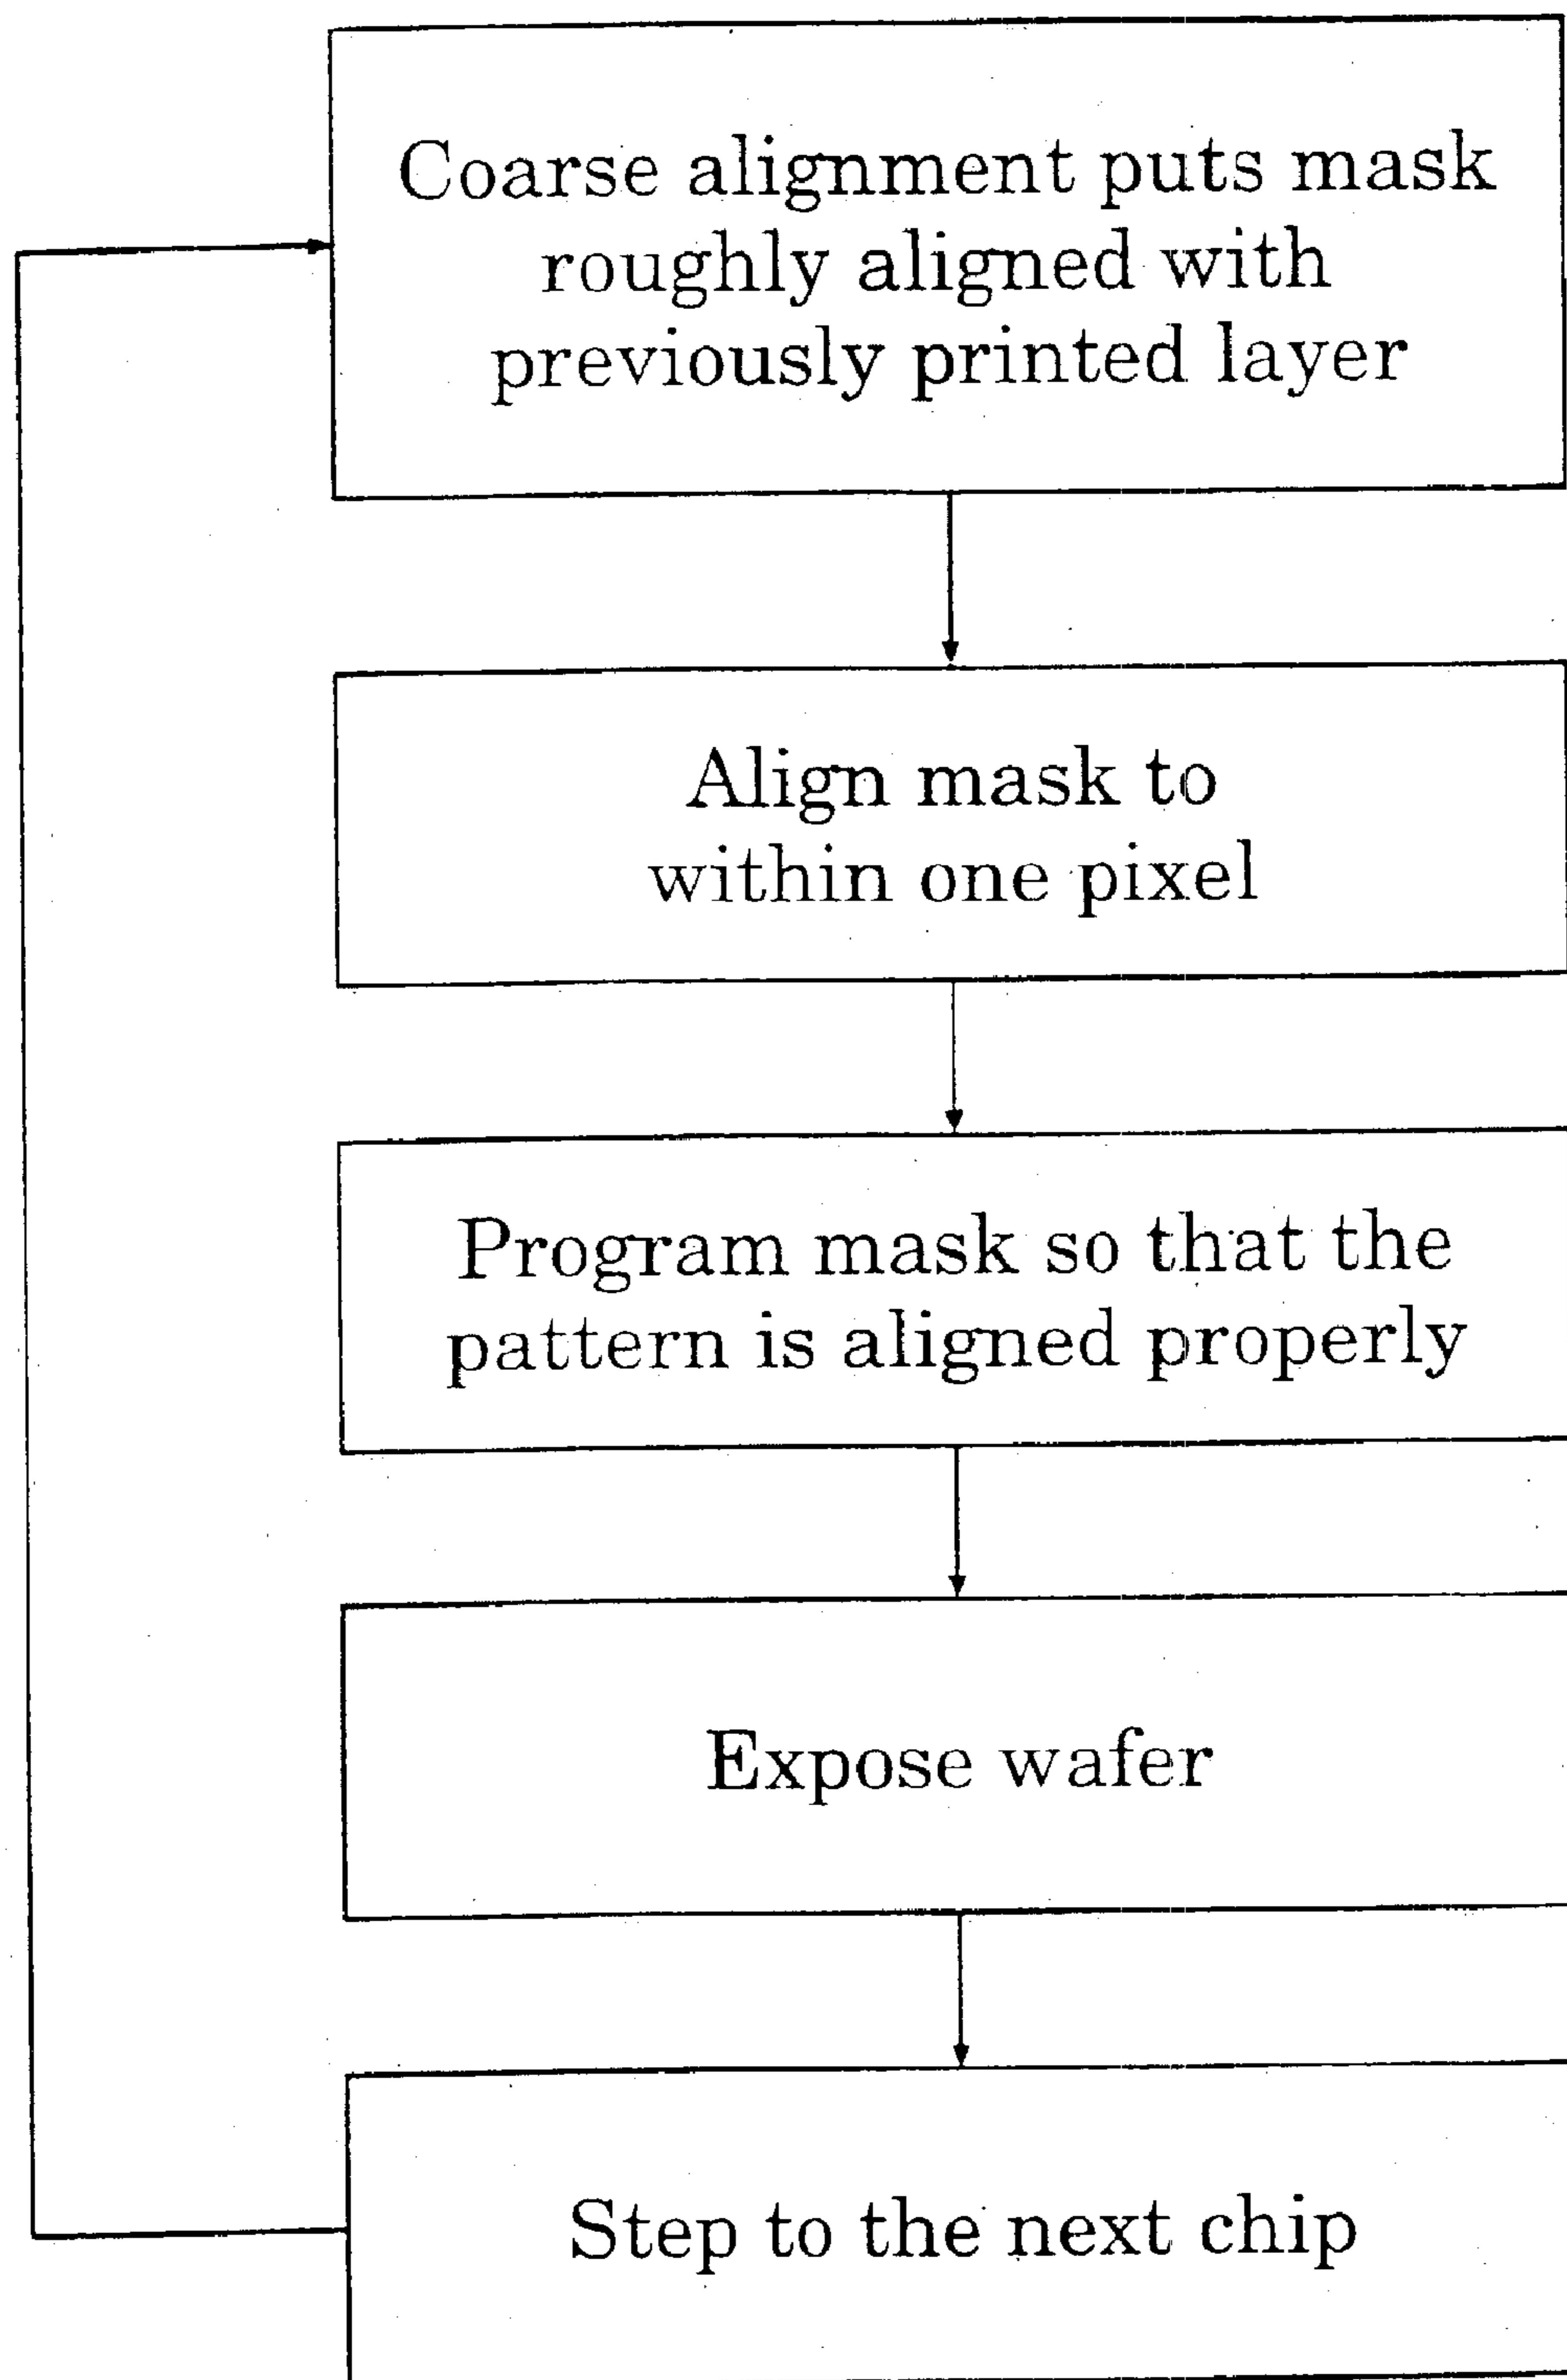 Coarse alignment puts mask
roughly aligned with
previously printed layer
Align mask to
within one pixel
Program mask so that the
pattern is aligned properly
Expose wafer
Step to the next chip